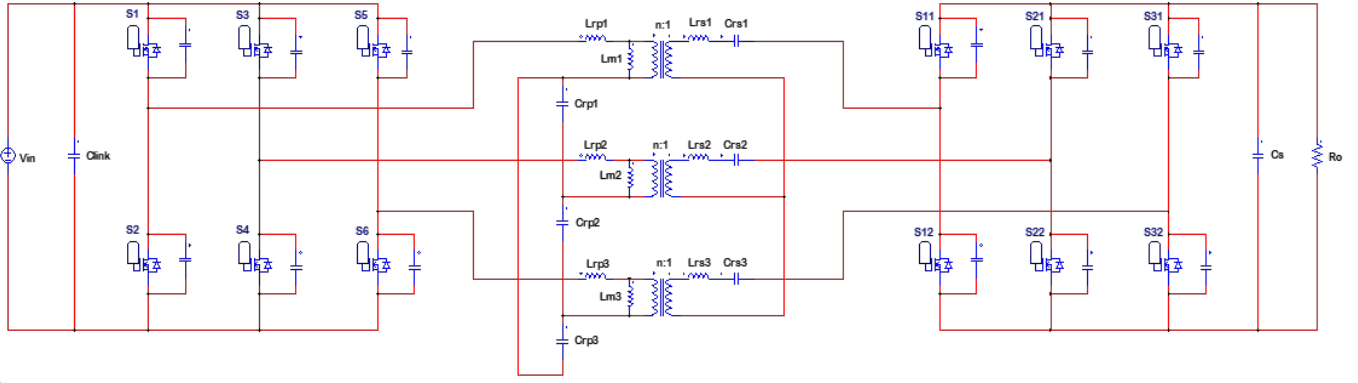 S1 S3 S5 Lrp1 n:1 Lrs1 Crs1 S11 S21 S31
Lm1
Crp1
Vin Clink Lrp2 n:1 Lrs2 Crs2 Cs Ro
Lm2
S2 S4 S6 Crp2 S12 S22 S32
Lrp3 n:1 Lrs3 Crs3
Lm3
Crp3